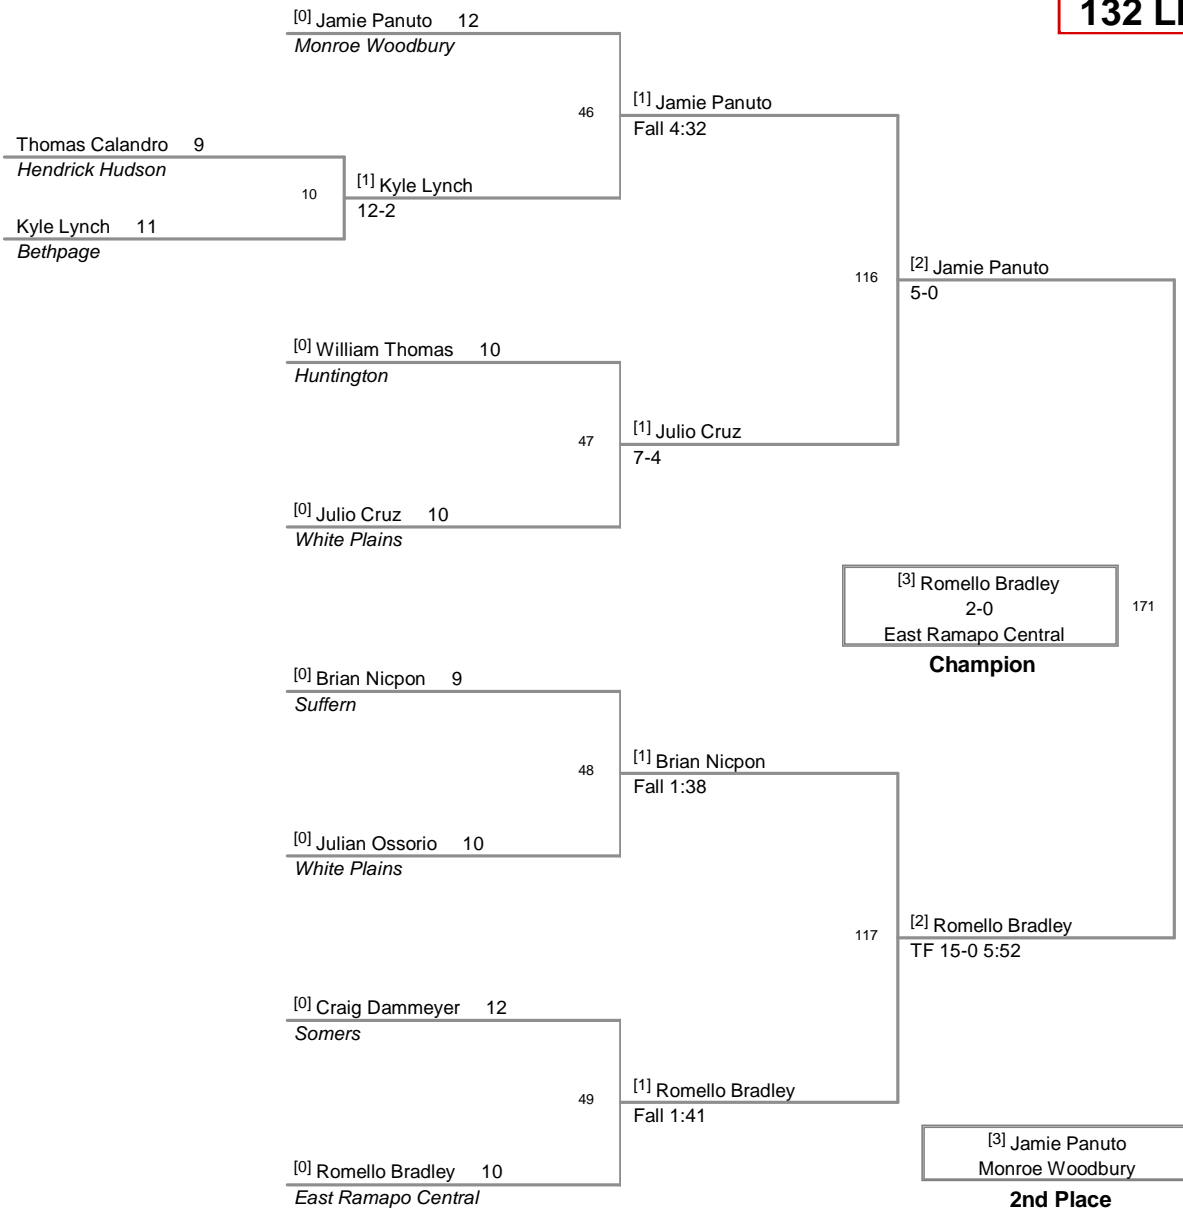 132 L
[0] Jamie Panuto 12
Monroe Woodbury
46
[1] Jamie Panuto
Fall 4:32
Thomas Calandro 9
Hendrick Hudson
10
[1] Kyle Lynch
12-2
Kyle Lynch 11
Bethpage
116
[2] Jamie Panuto
5-0
[0] William Thomas 10
Huntington
47
[1] Julio Cruz
7-4
[0] Julio Cruz 10
White Plains
[3] Romello Bradley
2-0
East Ramapo Central
Champion
171
[0] Brian Nicpon 9
Suffern
48
[1] Brian Nicpon
Fall 1:38
[0] Julian Ossorio 10
White Plains
117
[2] Romello Bradley
TF 15-0 5:52
[0] Craig Dammeyer 12
Somers
49
[1] Romello Bradley
Fall 1:41
[0] Romello Bradley 10
East Ramapo Central
[3] Jamie Panuto
Monroe Woodbury
2nd Place